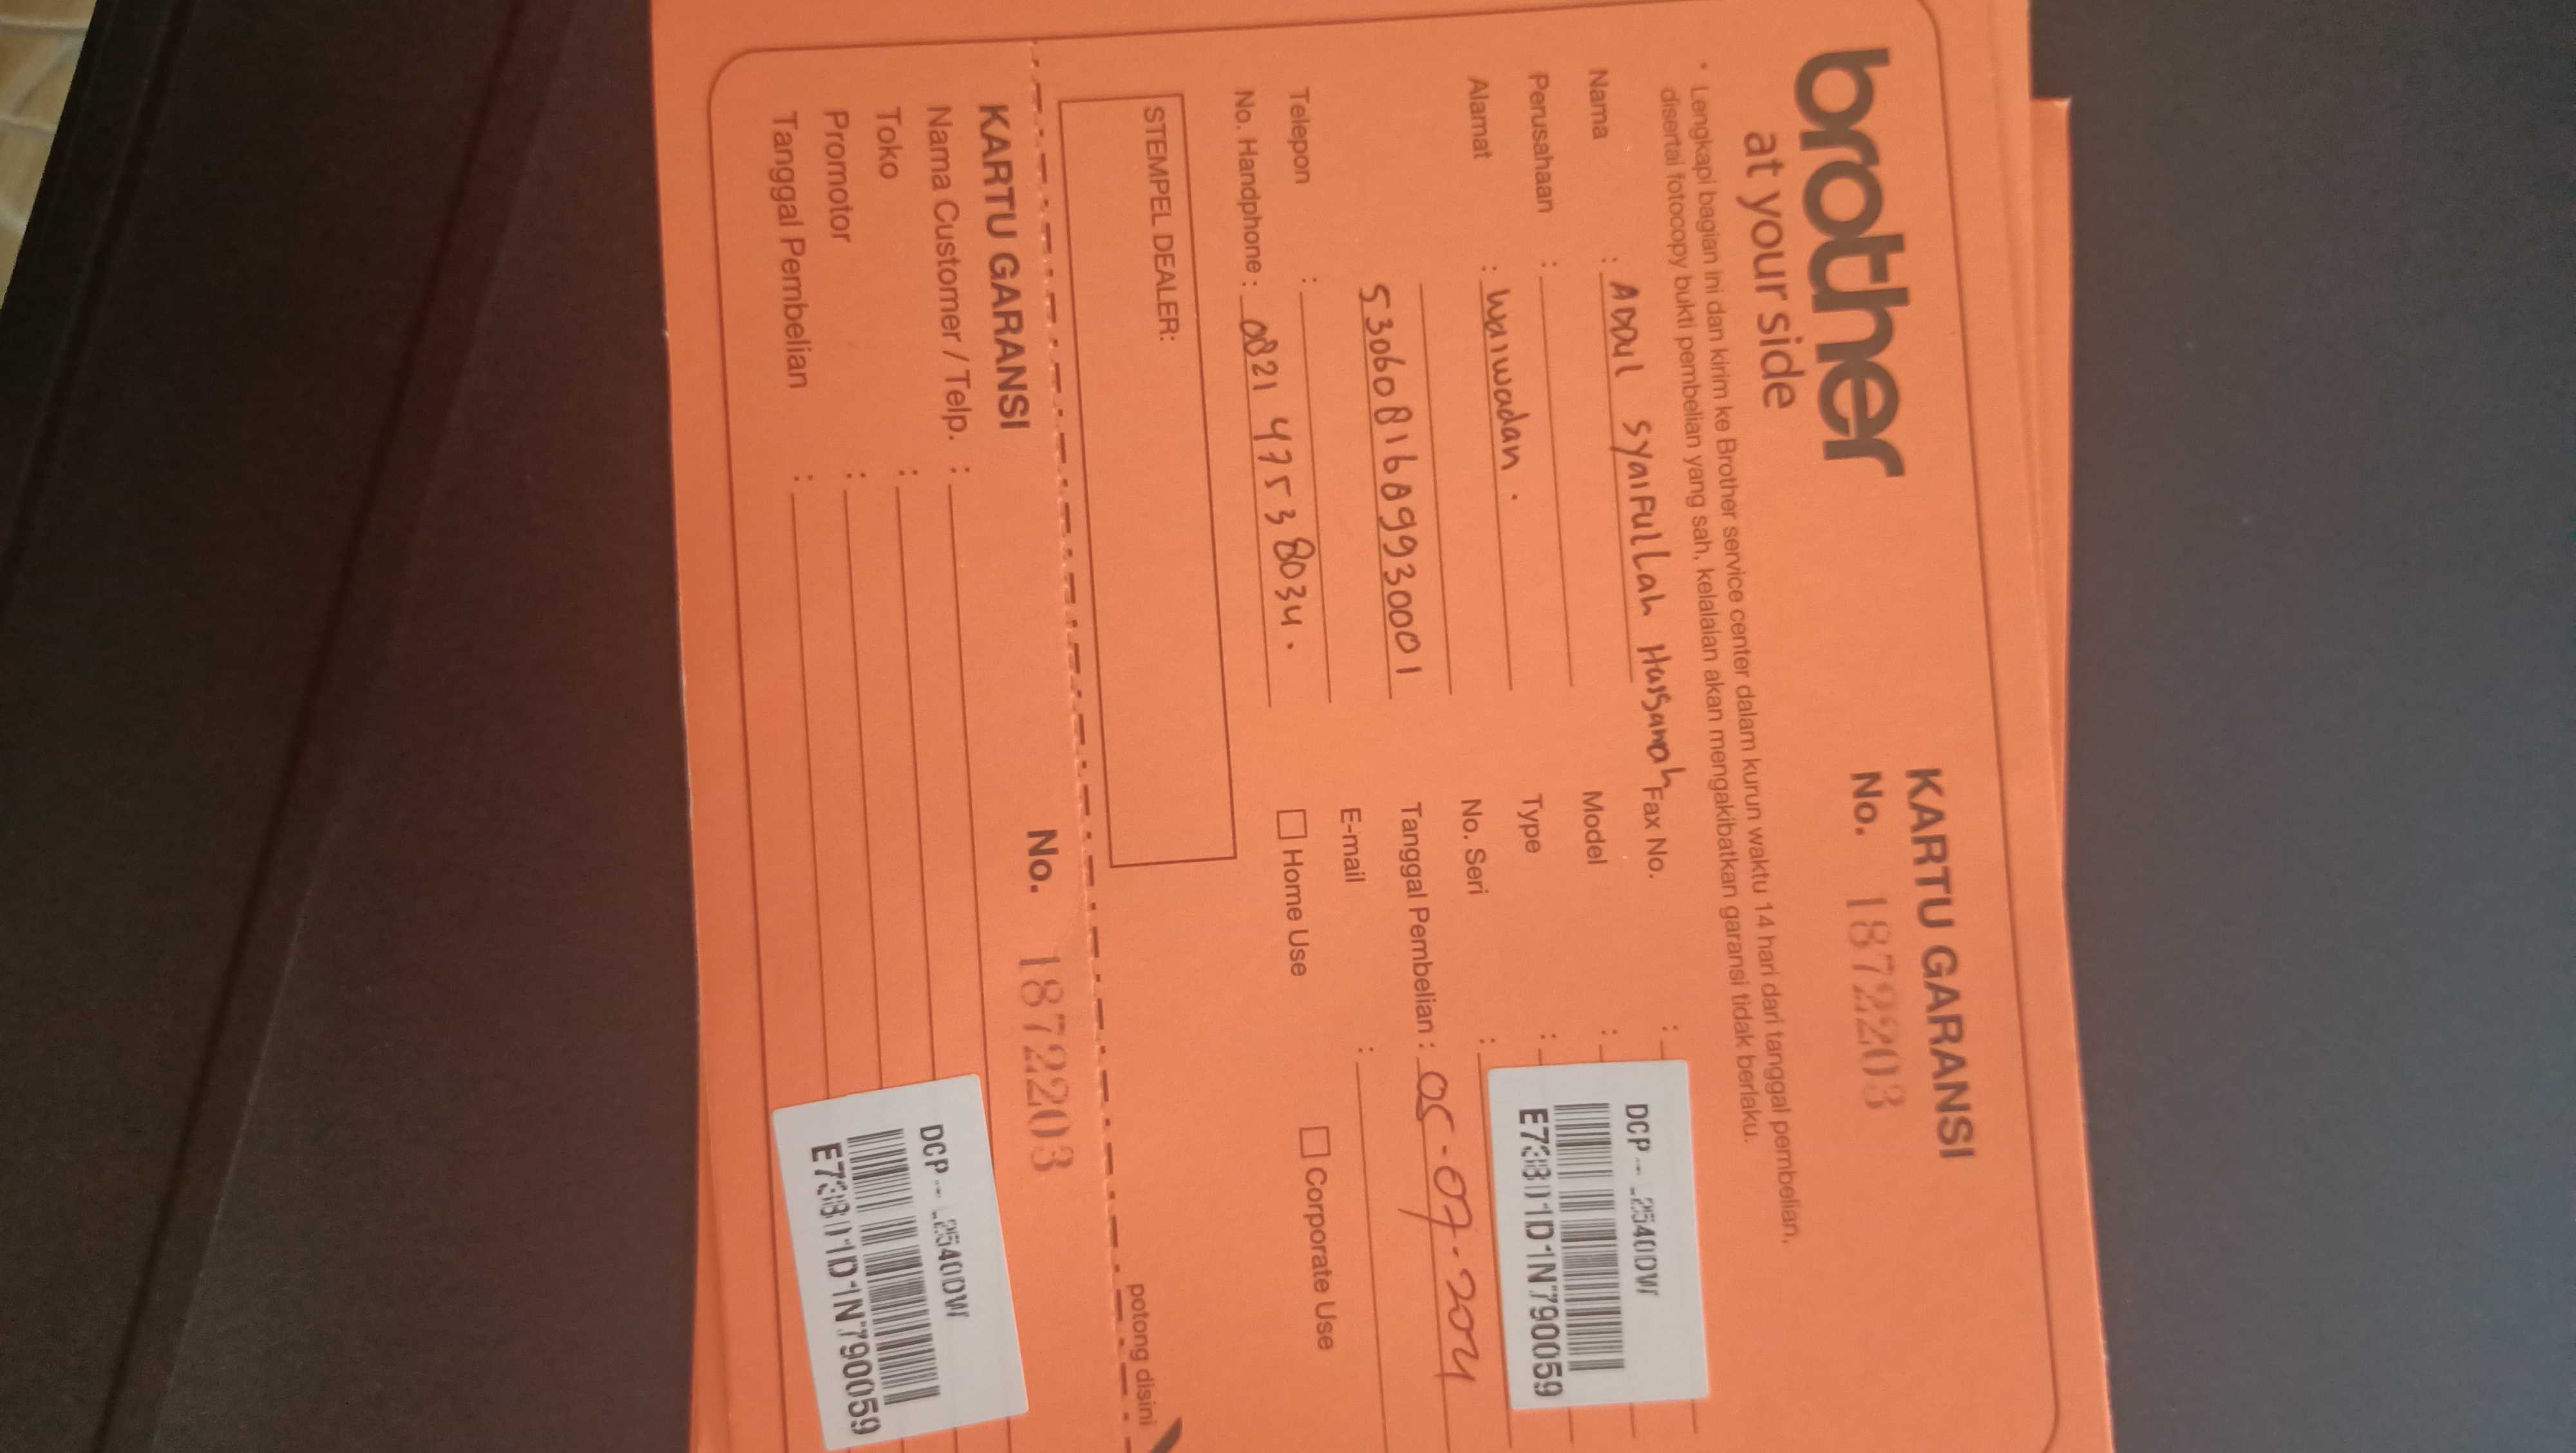 brother
at your side
KARTU GARANSI
No. 1872203
• Lengkapi bagian ini dan kirim ke Brother service center dalam kurun waktu 14 hari dari tanggal pembelian,
disertai fotocopy bukti pembelian yang sah, kelalaian akan mengakibatkan garansi tidak berlaku.
Nama : ABDUL SYAIFULLAH Hasanah
Perusahaan :
Alamat : Waiwadan.
5306081608930001
Telepon :
No. Handphone : 0821 4753 8034.
Fax No. :
Model :
Type :
No. Seri :
DCP-L2540DW
E73801D1N790059
Tanggal Pembelian : 05-07-2024
E-mail :
Home Use
Corporate Use
STEMPEL DEALER:
potong disini
KARTU GARANSI
No. 1872203
Nama Customer / Telp. :
Toko :
Promotor :
Tanggal Pembelian :
DCP-L2540DW
E73801D1N790059